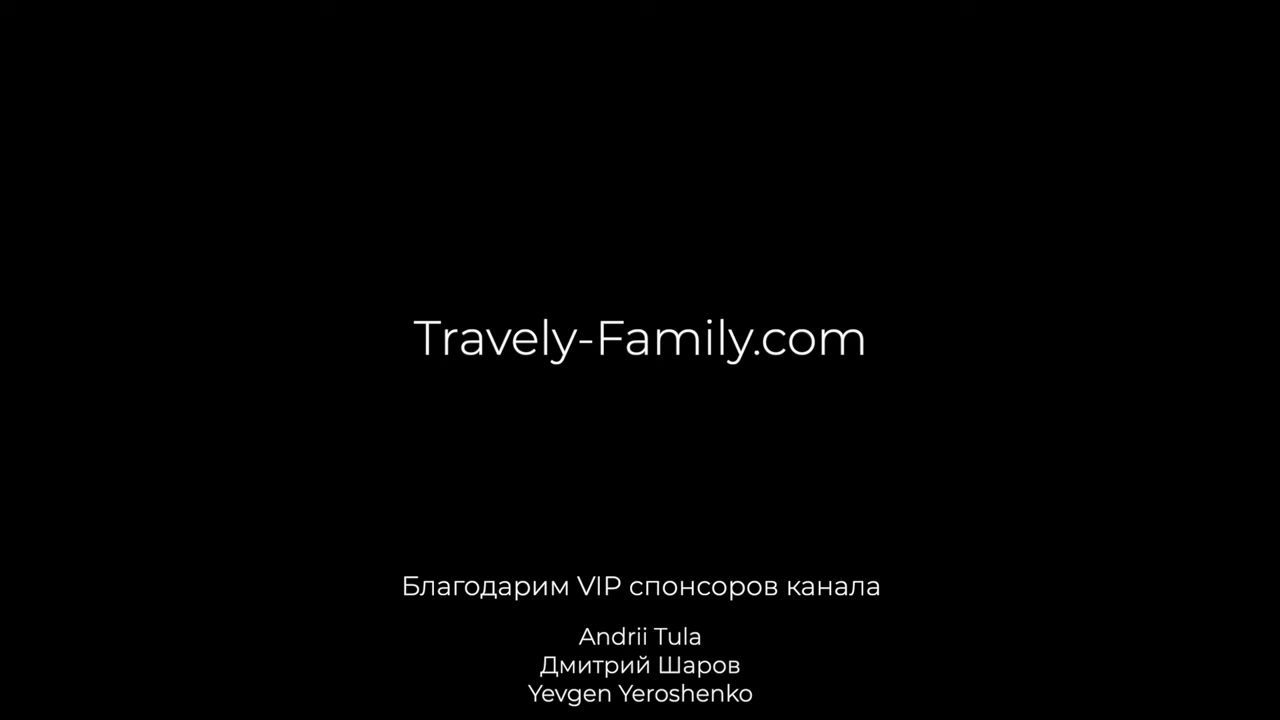 Travely-Family.com
Благодарим VIP спонсоров канала
Andrii Tula
Дмитрий Шаров
Yevgen Yeroshenko